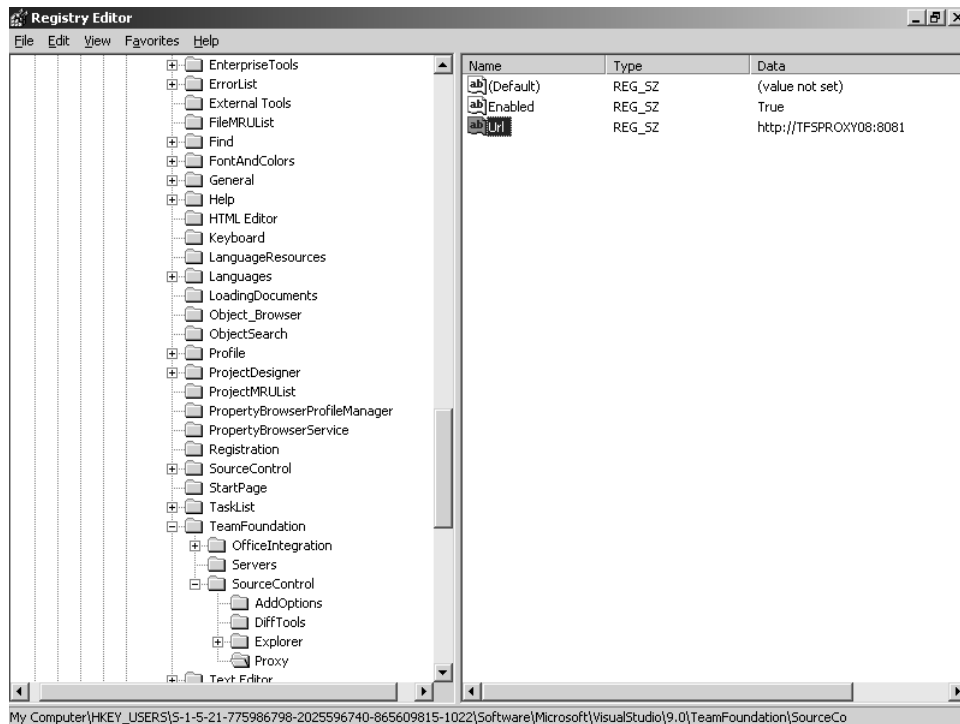 Registry Editor
File Edit View Favorites Help
EnterpriseTools
ErrorList
External Tools
FileMRUList
Find
FontAndColors
General
Help
HTML Editor
Keyboard
LanguageResources
Languages
LoadingDocuments
Object_Browser
ObjectSearch
Profile
ProjectDesigner
ProjectMRUList
PropertyBrowserProfileManager
PropertyBrowserService
Registration
SourceControl
StartPage
TaskList
TeamFoundation
OfficeIntegration
Servers
SourceControl
AddOptions
DiffTools
Explorer
Proxy
Text Editor
Name Type Data
ab (Default) REG_SZ (value not set)
ab Enabled REG_SZ True
ab Url REG_SZ http://TFSPROXY08:8081
My Computer\HKEY_USERS\S-1-5-21-775986798-2025596740-865609815-1022\Software\Microsoft\VisualStudio\9.0\TeamFoundation\SourceCo